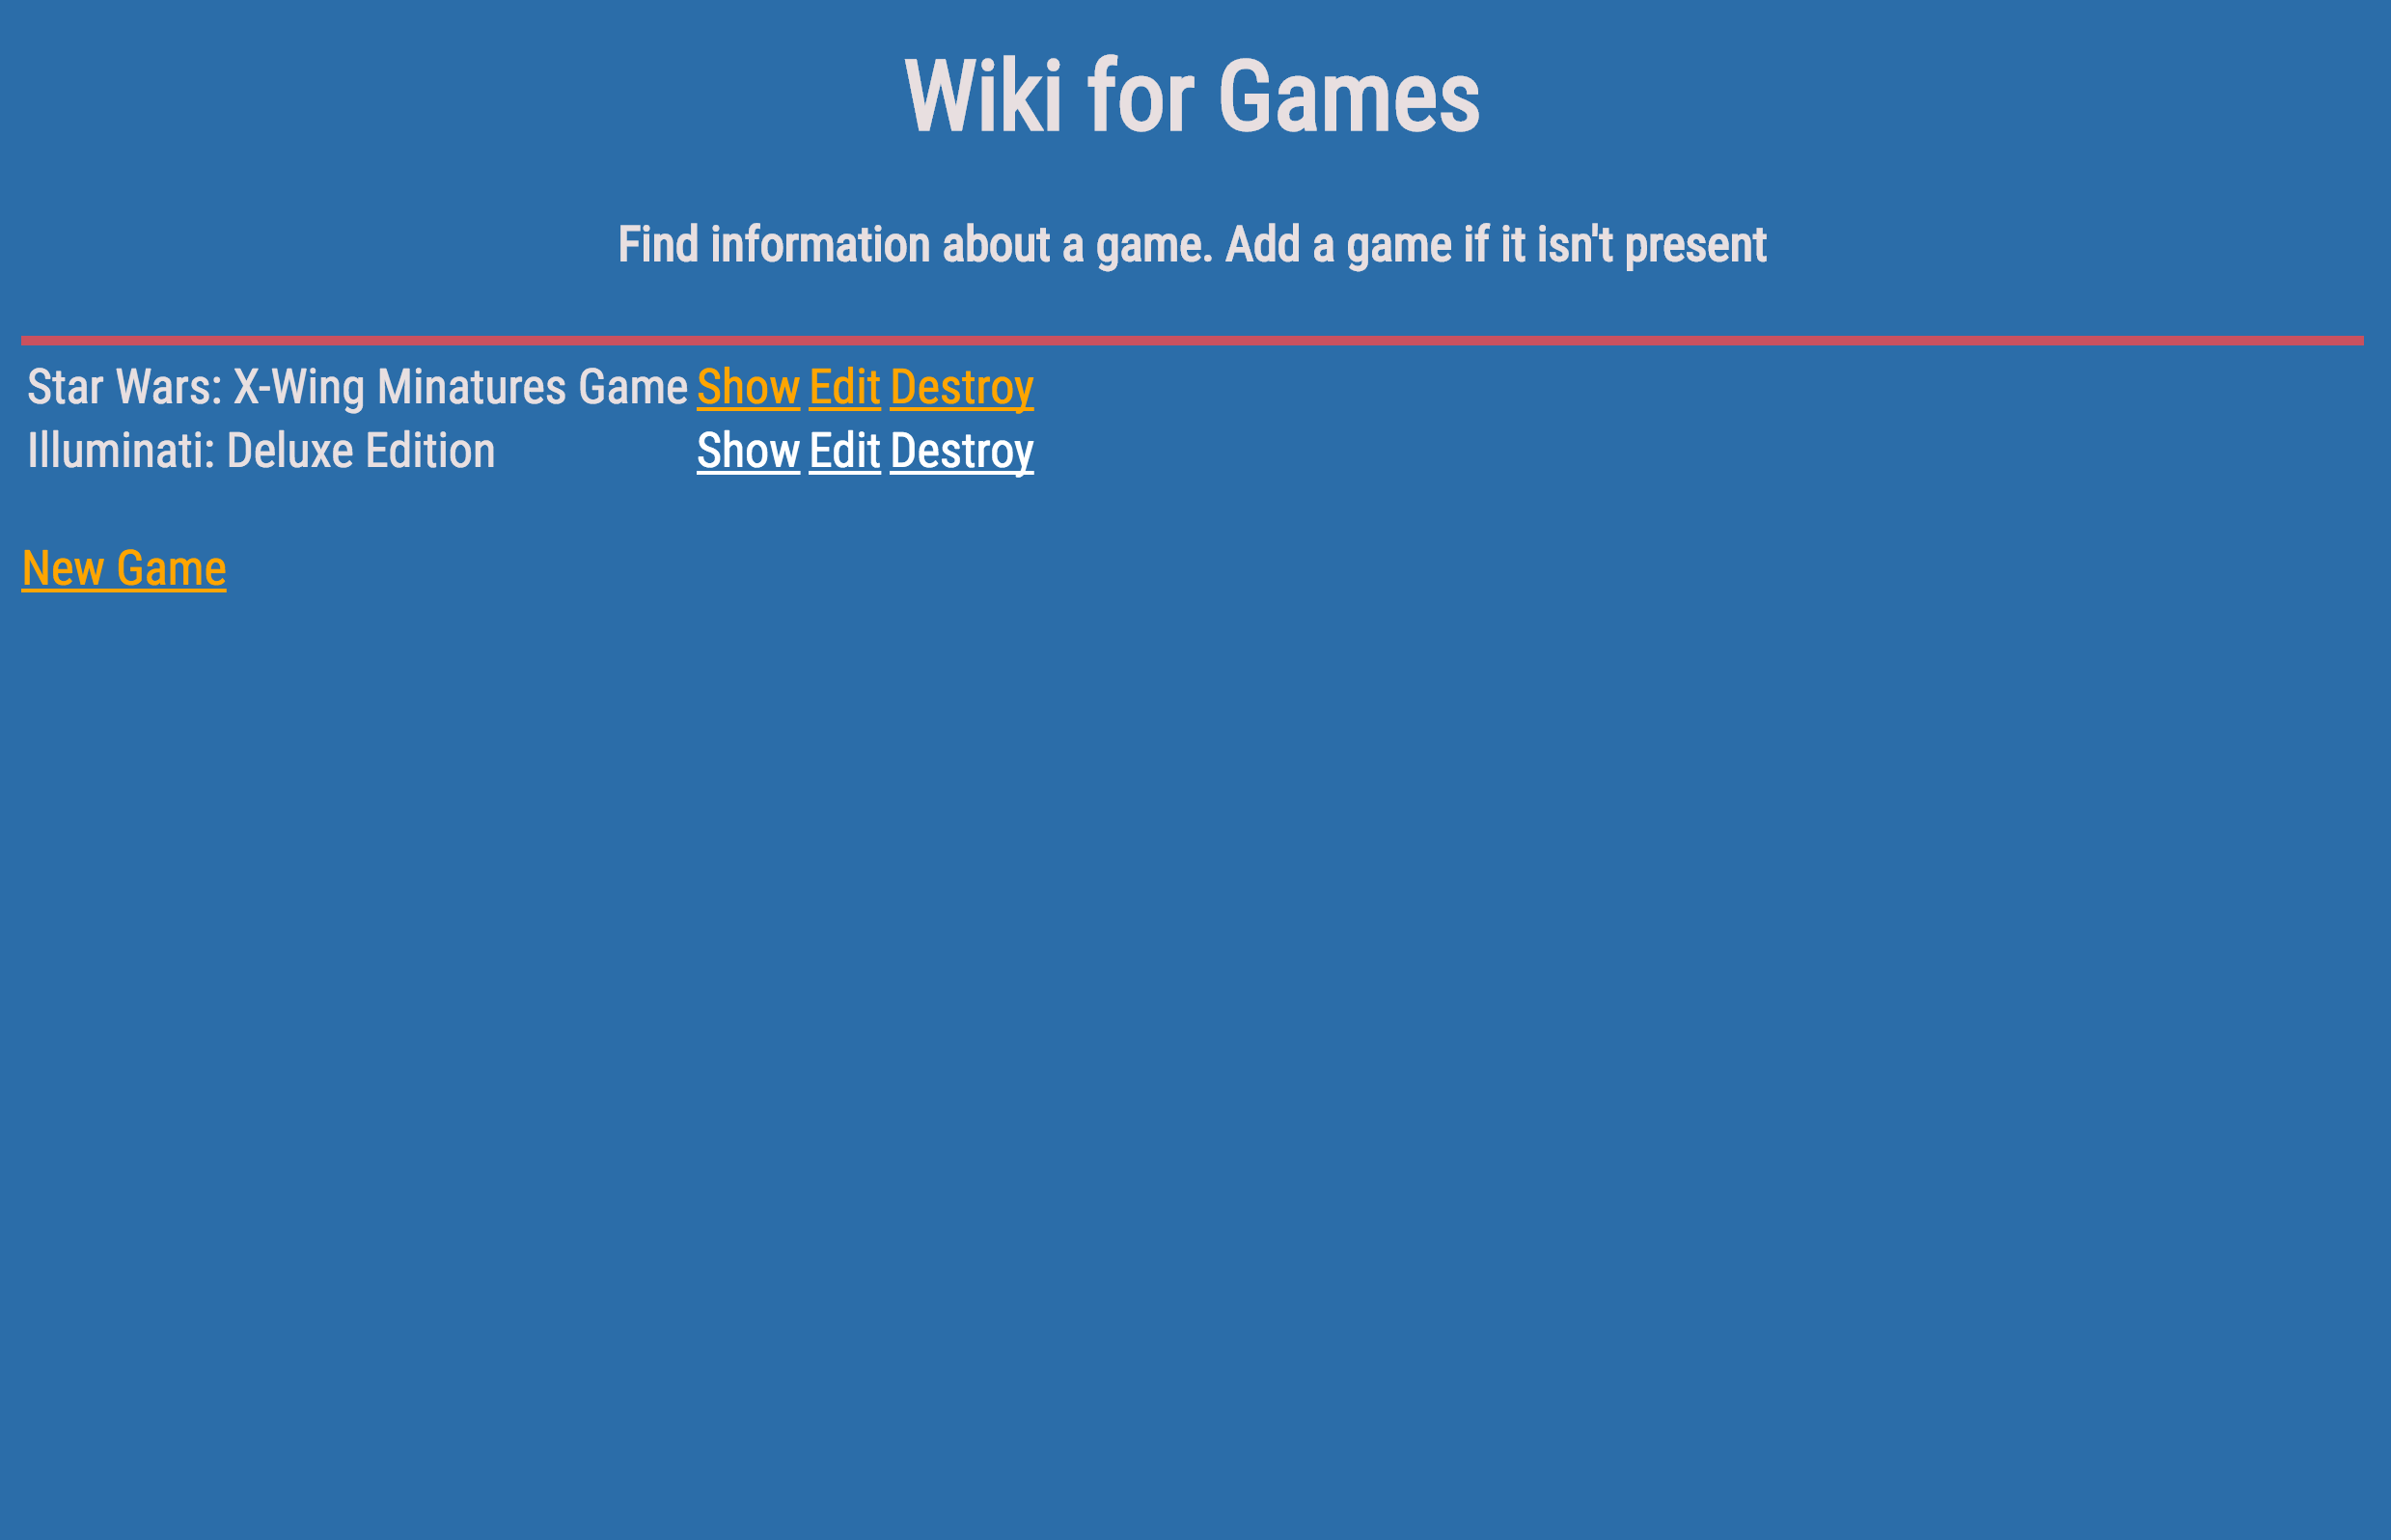 Wiki for Games
Find information about a game. Add a game if it isn't present
Star Wars: X-Wing Minatures Game Show Edit Destroy
Illuminati: Deluxe Edition Show Edit Destroy
New Game